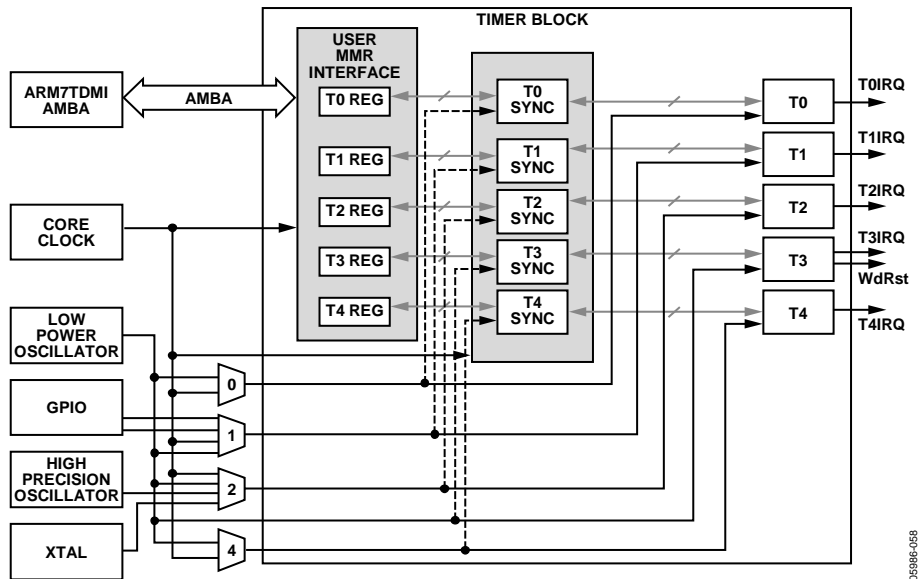 TIMER BLOCK
USER
MMR
INTERFACE
ARM7TDMI
AMBA
AMBA
T0 REG
T0
SYNC
T0
T0IRQ
T1 REG
T1
SYNC
T1
T1IRQ
CORE
CLOCK
T2 REG
T2
SYNC
T2
T2IRQ
T3 REG
T3
SYNC
T3
T3IRQ
WdRst
T4 REG
T4
SYNC
T4
T4IRQ
LOW
POWER
OSCILLATOR
0
GPIO
1
HIGH
PRECISION
OSCILLATOR
2
XTAL
4
05986-058